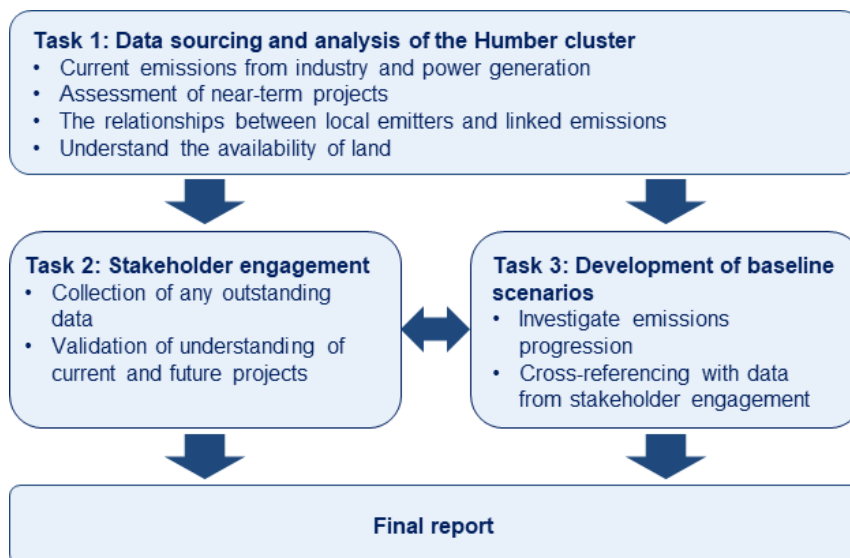 Task 1: Data sourcing and analysis of the Humber cluster
• Current emissions from industry and power generation
• Assessment of near-term projects
• The relationships between local emitters and linked emissions
• Understand the availability of land
Task 2: Stakeholder engagement
• Collection of any outstanding
data
• Validation of understanding of
current and future projects
Task 3: Development of baseline
scenarios
• Investigate emissions
progression
• Cross-referencing with data
from stakeholder engagement
Final report